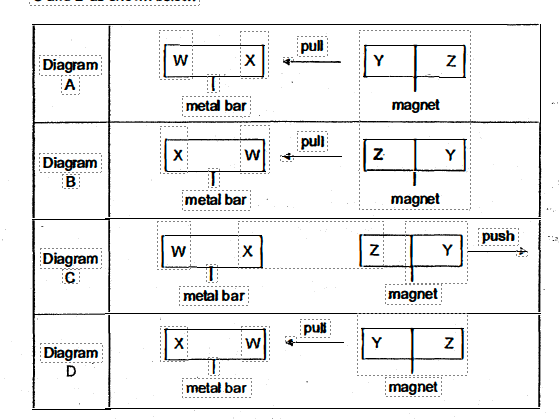 Diagram
A
W X
pull
Y Z
metal bar
magnet
Diagram
B
X W
pull
Z Y
metal bar
magnet
Diagram
C
W X
Z Y
push
metal bar
magnet
Diagram
D
X W
pull
Y Z
metal bar
magnet